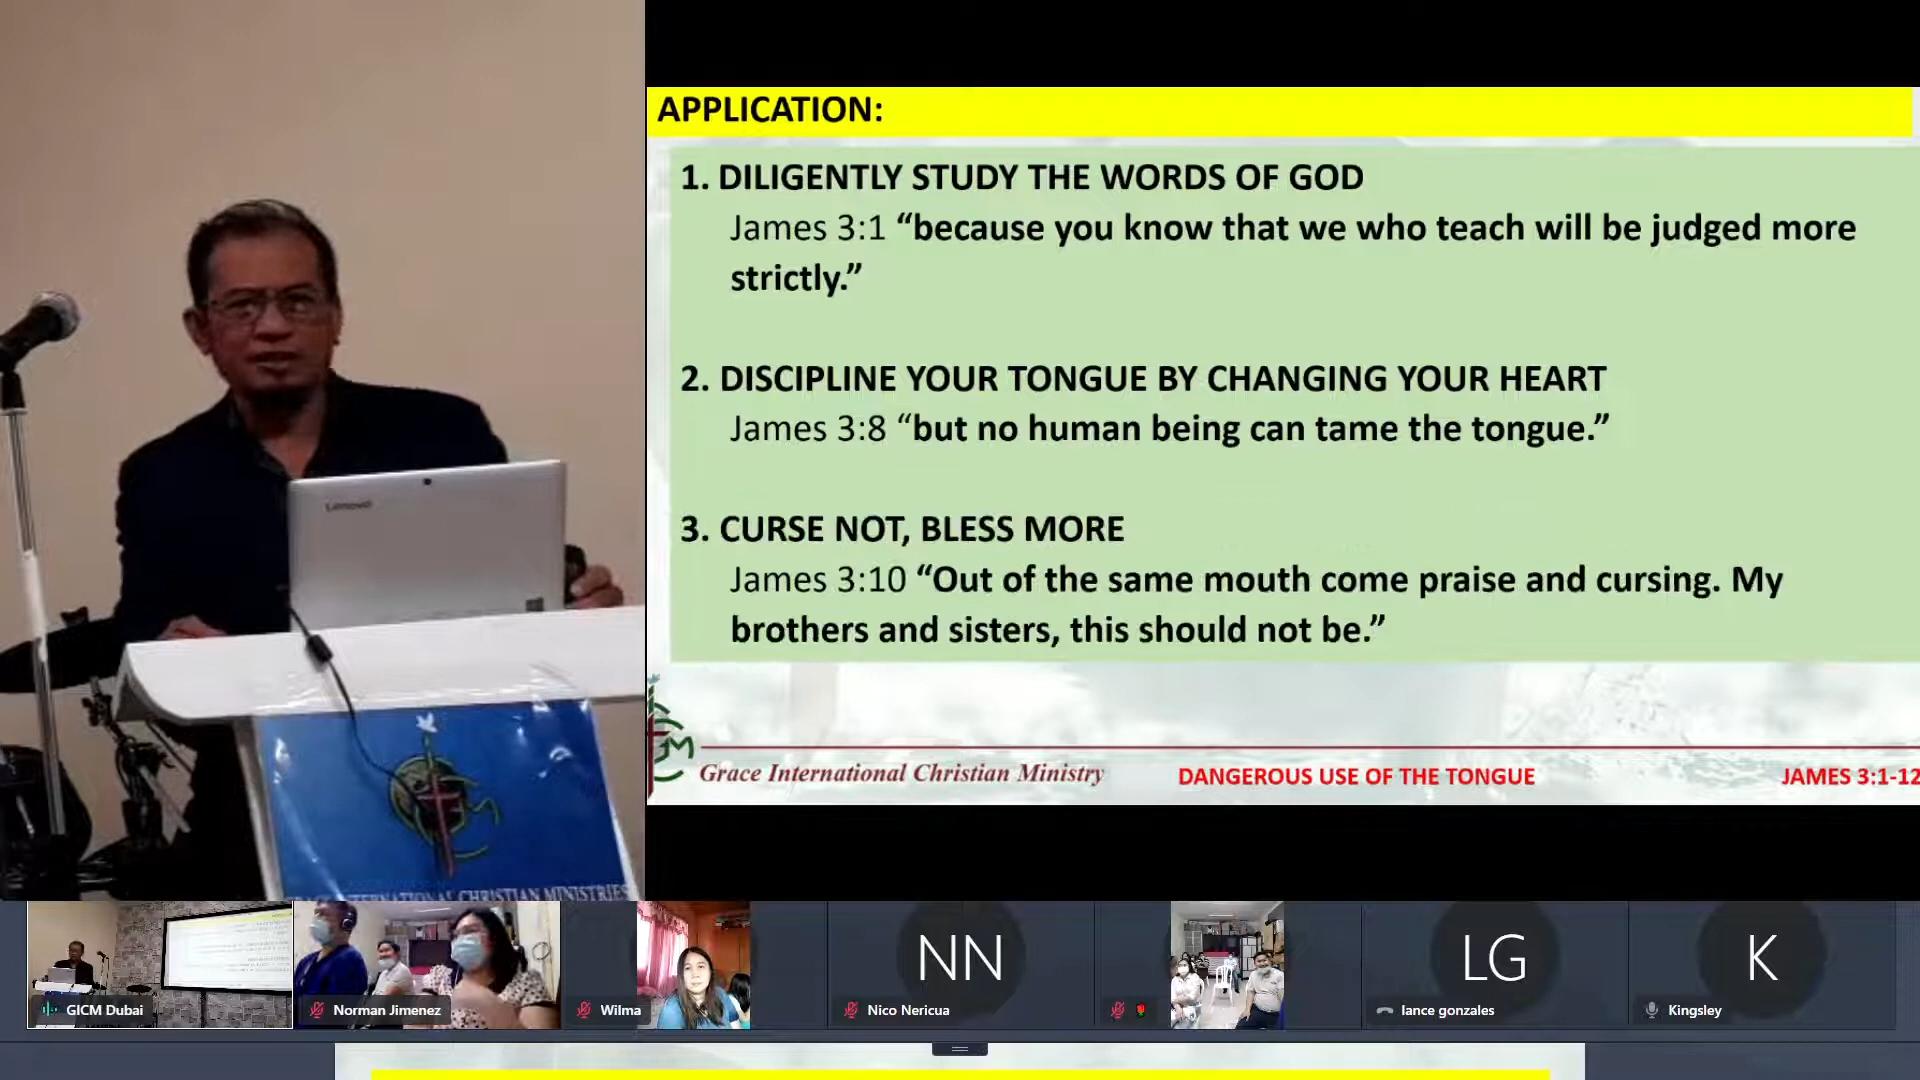 APPLICATION:
1. DILIGENTLY STUDY THE WORDS OF GOD
James 3:1 “because you know that we who teach will be judged more
strictly.”
2. DISCIPLINE YOUR TONGUE BY CHANGING YOUR HEART
James 3:8 “but no human being can tame the tongue.”
3. CURSE NOT, BLESS MORE
James 3:10 “Out of the same mouth come praise and cursing. My
brothers and sisters, this should not be.”
Grace International Christian Ministry
DANGEROUS USE OF THE TONGUE
JAMES 3:1-12
Lenovo
INTERNATIONAL CHRISTIAN MINISTRIES
NN
LG
K
GICM Dubai
Norman Jimenez
Wilma
Nico Nericua
lance gonzales
Kingsley